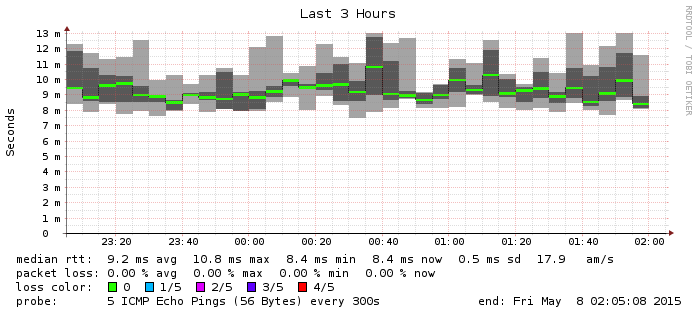 Last 3 Hours
RRDTOOL / TOBI OETIKER
Seconds
13 m
12 m
11 m
10 m
9 m
8 m
7 m
6 m
5 m
4 m
3 m
2 m
1 m
0
23:20 23:40 00:00 00:20 00:40 01:00 01:20 01:40 02:00
median rtt: 9.2 ms avg 10.8 ms max 8.4 ms min 8.4 ms now 0.5 ms sd 17.9 am/s
packet loss: 0.00 % avg 0.00 % max 0.00 % min 0.00 % now
loss color: 0 1/5 2/5 3/5 4/5
probe: 5 ICMP Echo Pings (56 Bytes) every 300s end: Fri May 8 02:05:08 2015